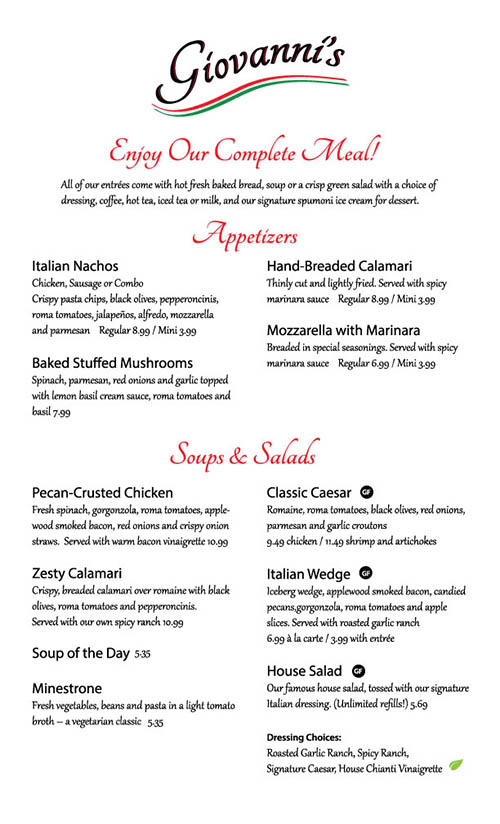 Giovanni's
Enjoy Our Complete Meal!
All of our entrées come with hot fresh baked bread, soup or a crisp green salad with a choice of
dressing, coffee, hot tea, iced tea or milk, and our signature spumoni ice cream for dessert.
Appetizers
Italian Nachos
Chicken, Sausage or Combo
Crispy pasta chips, black olives, pepperoncinis,
roma tomatoes, jalapeños, alfredo, mozzarella
and parmesan Regular 8.99 / Mini 3.99
Baked Stuffed Mushrooms
Spinach, parmesan, red onions and garlic topped
with lemon basil cream sauce, roma tomatoes and
basil 7.99
Hand-Breaded Calamari
Thinly cut and lightly fried. Served with spicy
marinara sauce Regular 8.99 / Mini 3.99
Mozzarella with Marinara
Breaded in special seasonings. Served with spicy
marinara sauce Regular 6.99 / Mini 3.99
Soups & Salads
Pecan-Crusted Chicken
Fresh spinach, gorgonzola, roma tomatoes, apple-
wood smoked bacon, red onions and crispy onion
straws. Served with warm bacon vinaigrette 10.99
Zesty Calamari
Crispy, breaded calamari over romaine with black
olives, roma tomatoes and pepperoncinis.
Served with our own spicy ranch 10.99
Soup of the Day 5.35
Minestrone
Fresh vegetables, beans and pasta in a light tomato
broth – a vegetarian classic 5.35
Classic Caesar GF
Romaine, roma tomatoes, black olives, red onions,
parmesan and garlic croutons
9.49 chicken / 11.49 shrimp and artichokes
Italian Wedge GF
Iceberg wedge, applewood smoked bacon, candied
pecans,gorgonzola, roma tomatoes and apple
slices. Served with roasted garlic ranch
6.99 à la carte / 3.99 with entrée
House Salad GF
Our famous house salad, tossed with our signature
Italian dressing. (Unlimited refills!) 5.69
Dressing Choices:
Roasted Garlic Ranch, Spicy Ranch,
Signature Caesar, House Chianti Vinaigrette